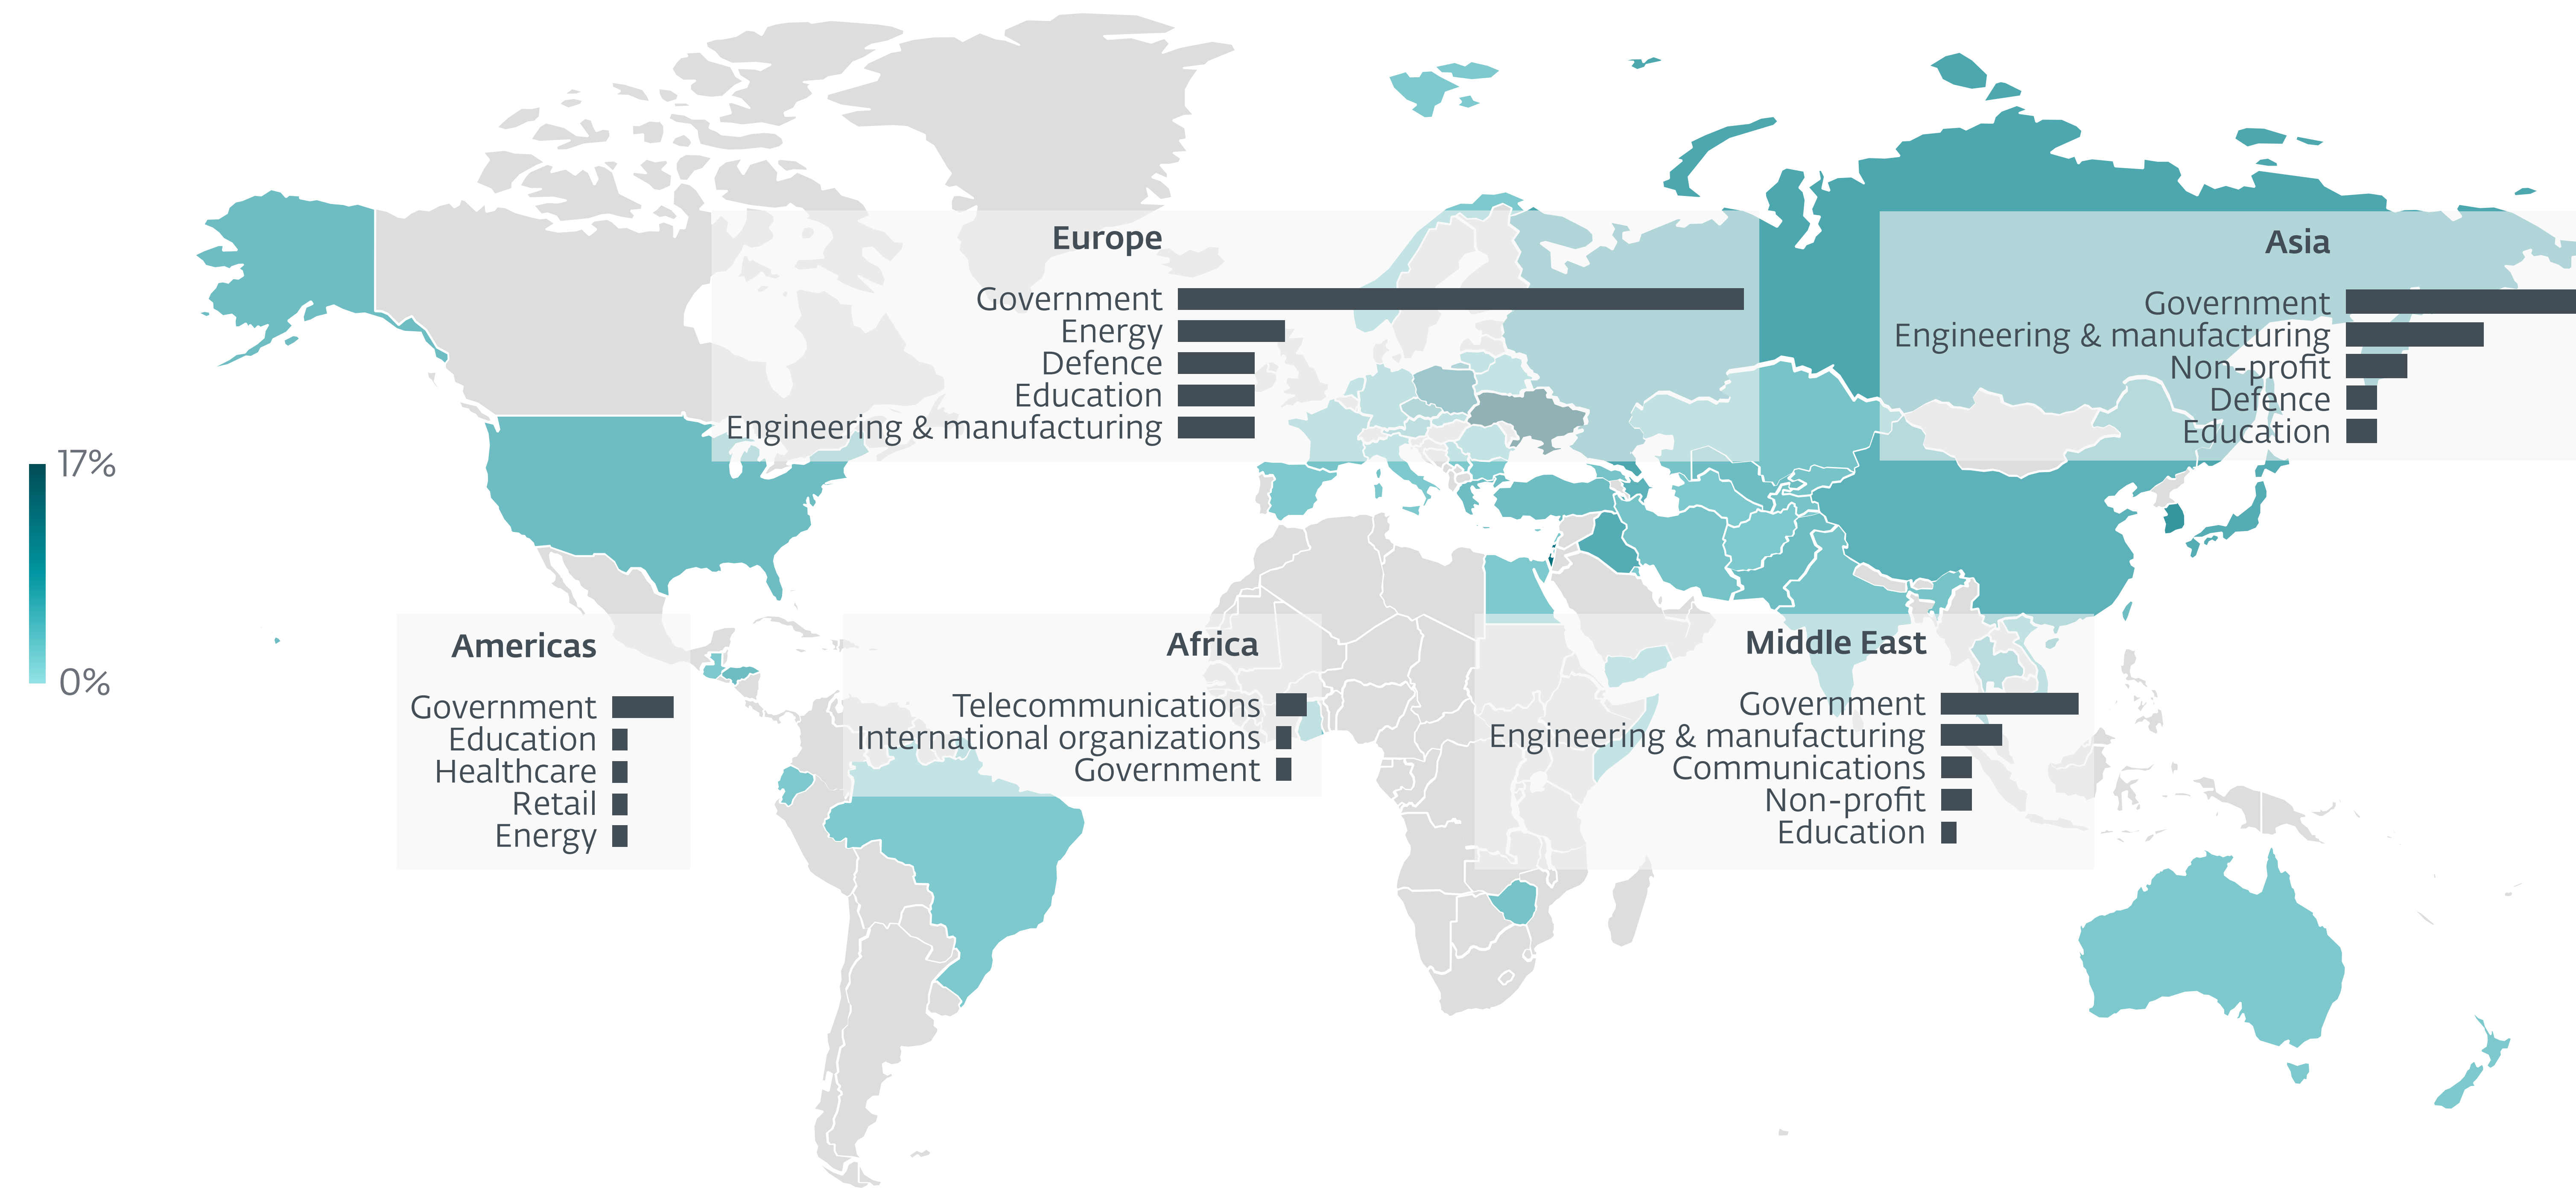 Europe
Government
Energy
Defence
Education
Engineering & manufacturing
Asia
Government
Engineering & manufacturing
Non-profit
Defence
Education
17%
0%
Americas
Government
Education
Healthcare
Retail
Energy
Africa
Telecommunications
International organizations
Government
Middle East
Government
Engineering & manufacturing
Communications
Non-profit
Education